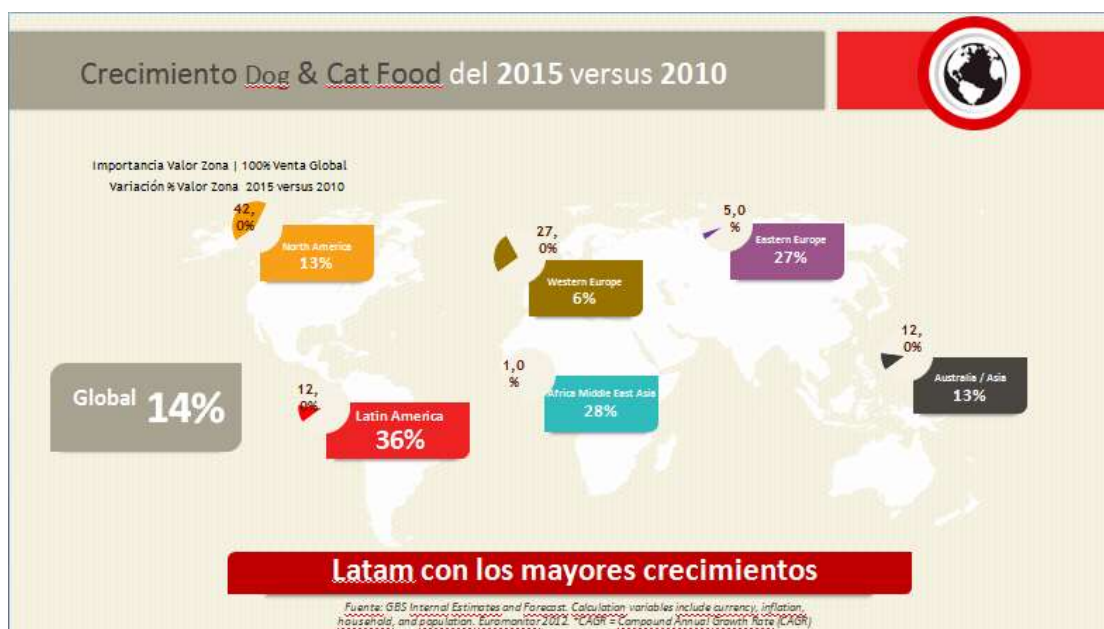 Crecimiento Dog & Cat Food del 2015 versus 2010
Importancia Valor Zona | 100% Venta Global
Variación % Valor Zona 2015 versus 2010
42,
0%
North America
13%
27,
0%
Western Europe
6%
5,0
%
Eastern Europe
27%
12,
0%
Australia / Asia
13%
1,0
%
Africa Middle East Asia
28%
Global 14%
12,
0%
Latin America
36%
Latam con los mayores crecimientos
Fuente: GBS Internal Estimates and Forecast. Calculation variables include currency, inflation,
household, and population. Euromonitor 2012. *CAGR = Compound Annual Growth Rate (CAGR)